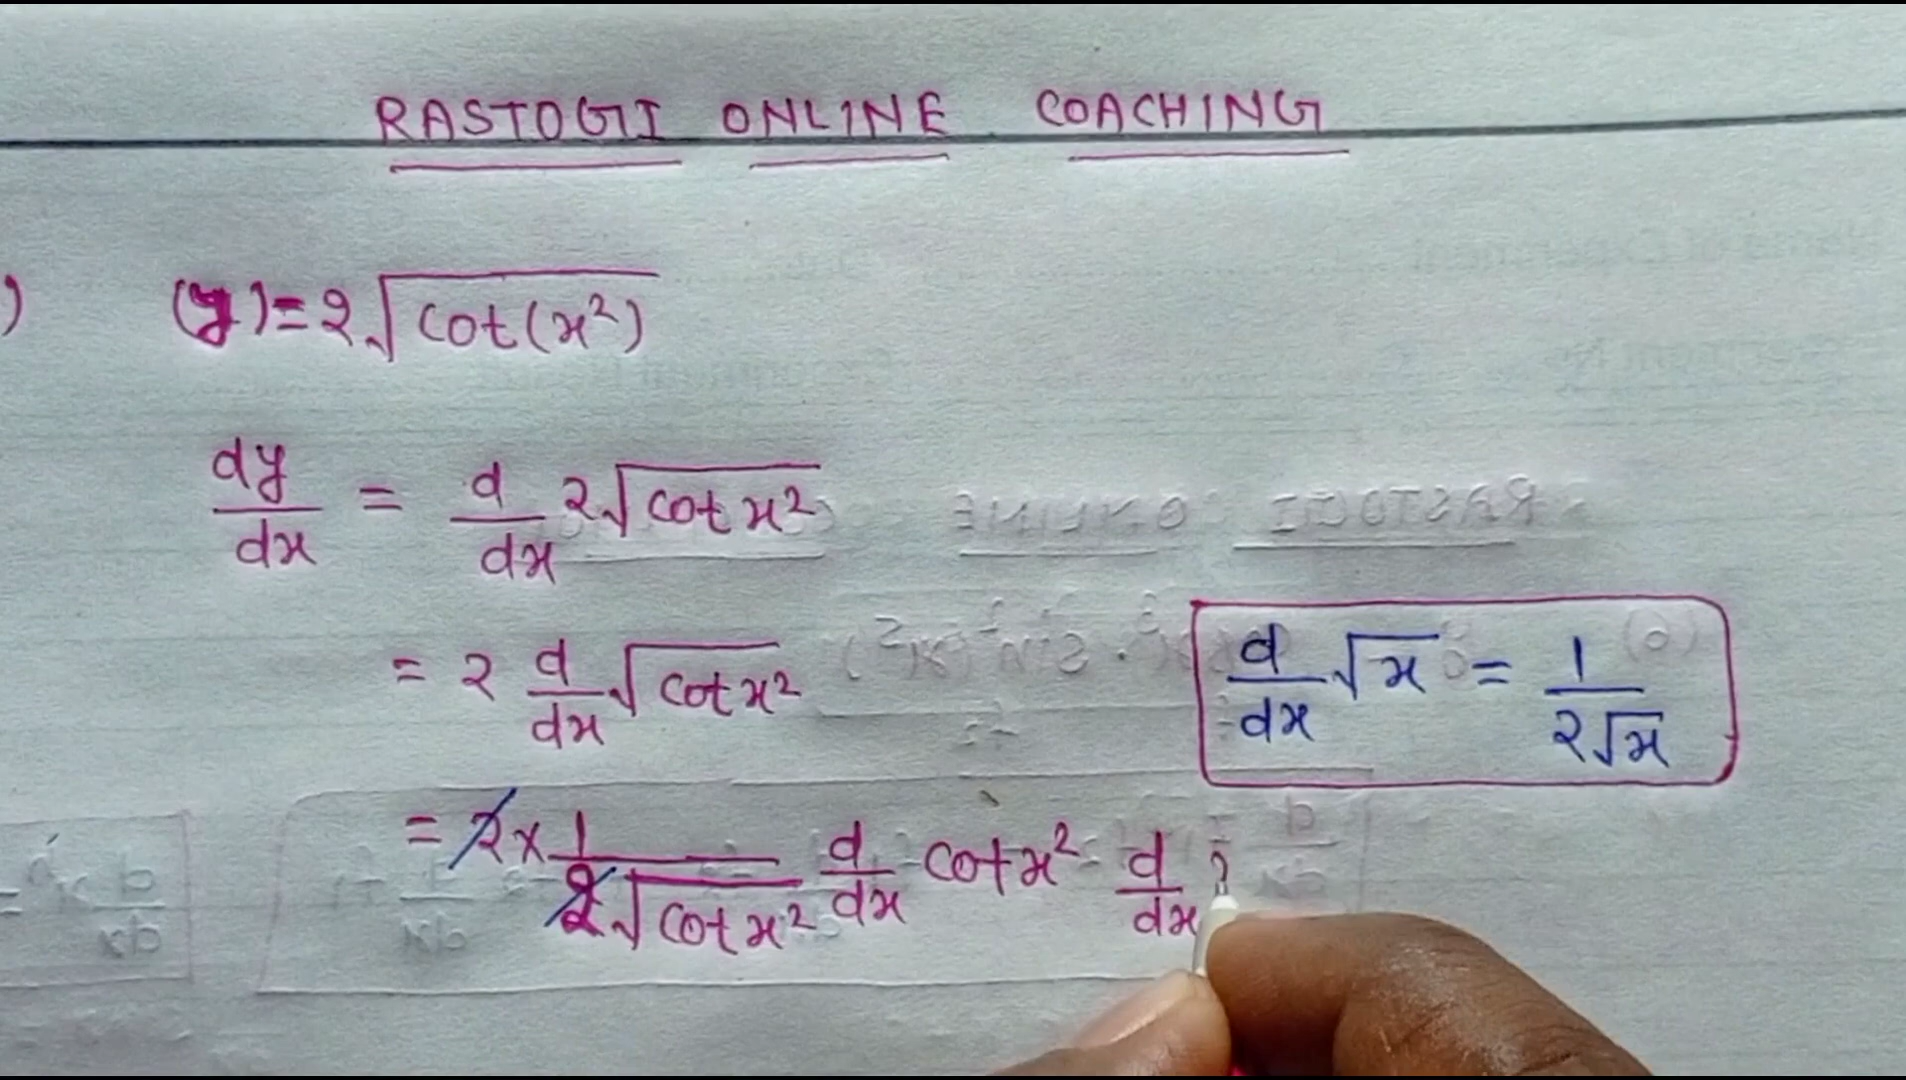 RASTOGI ONLINE COACHING
) (y)=2√cot(x²)
dy/dx = d/dx 2√cot x²
= 2 d/dx √cot x²
d/dx √x = 1/2√x
= 2 × 1/2√cot x² d/dx cot x² d/dx